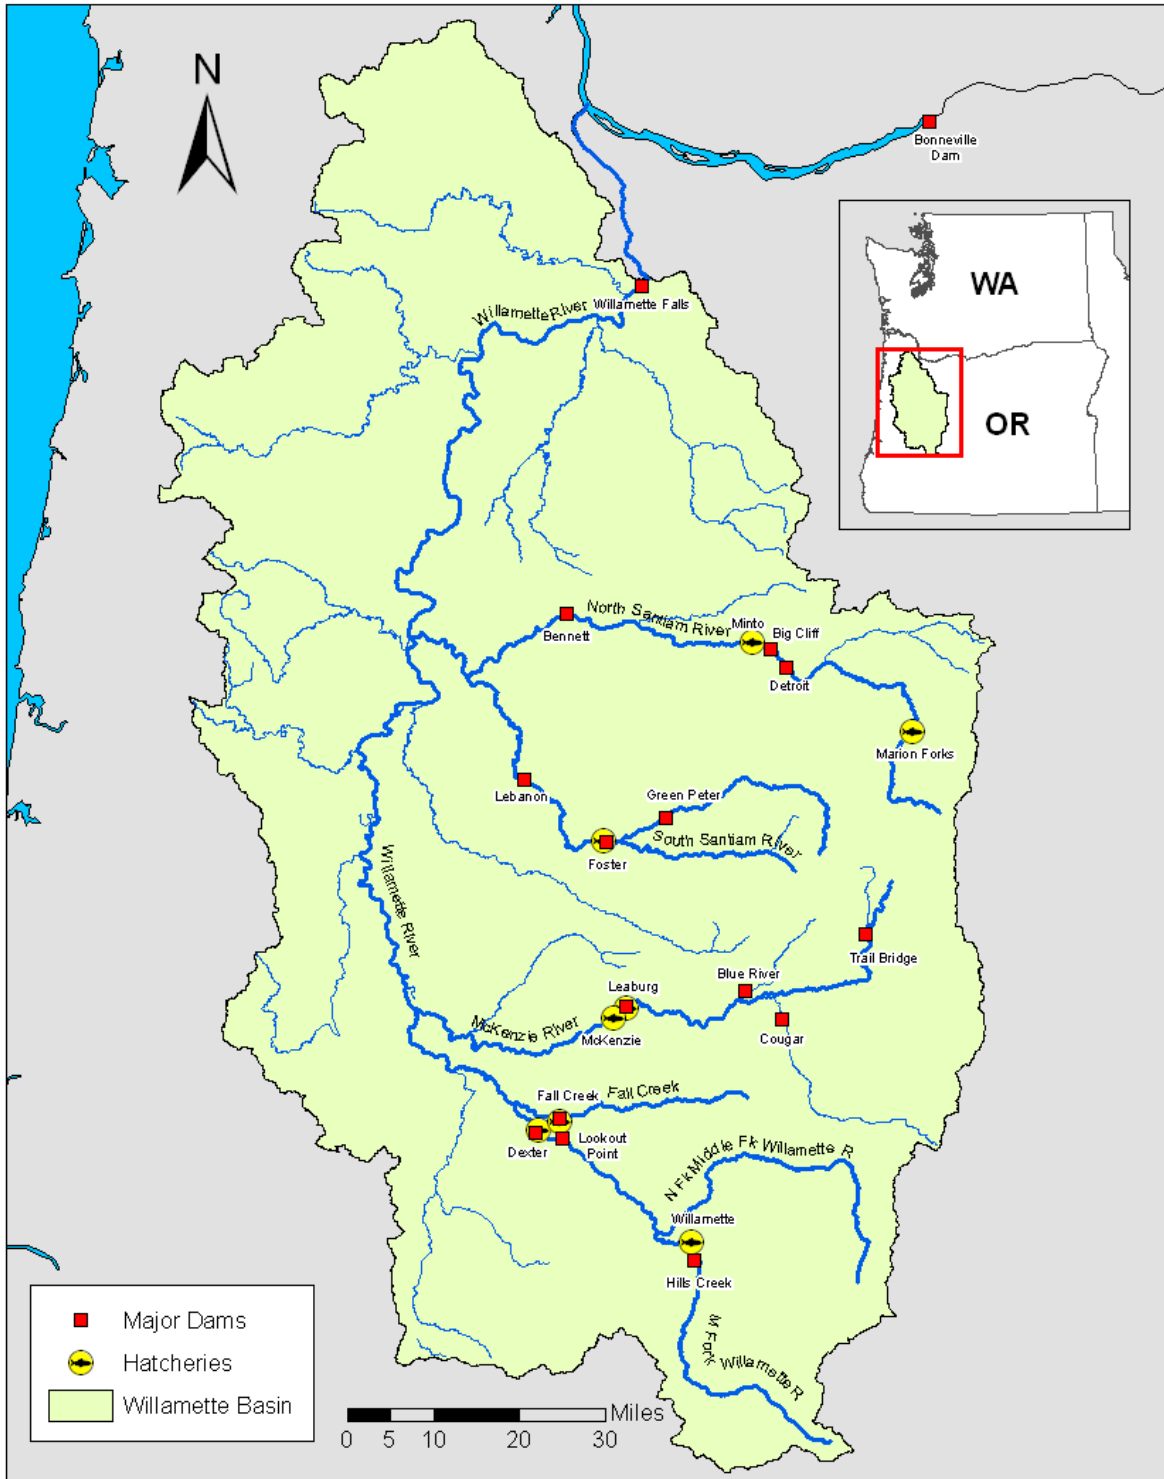 N
Bonneville
Dam
WA
OR
Willamette River
Willamette Falls
North Santiam River
Bennett
Minto
Big Cliff
Detroit
Marion Forks
Lebanon
Green Peter
South Santiam River
Foster
Willamette River
Trail Bridge
Blue River
Leaburg
McKenzie River
McKenzie
Cougar
Fall Creek
Fall Creek
Dexter
Lookout
Point
N Fk Middle Fk Willamette R
Willamette
Hills Creek
M Fork Willamette R
Major Dams
Hatcheries
Willamette Basin
Miles
0 5 10 20 30